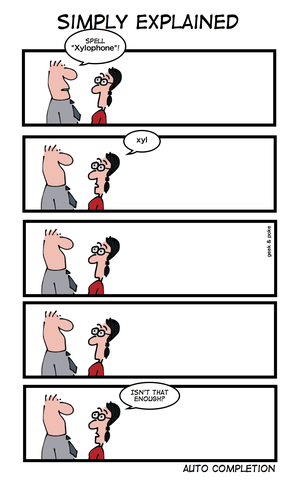 SIMPLY EXPLAINED
SPELL
"Xylophone"!
xyl
geek & poke
ISN'T THAT
ENOUGH?
AUTO COMPLETION